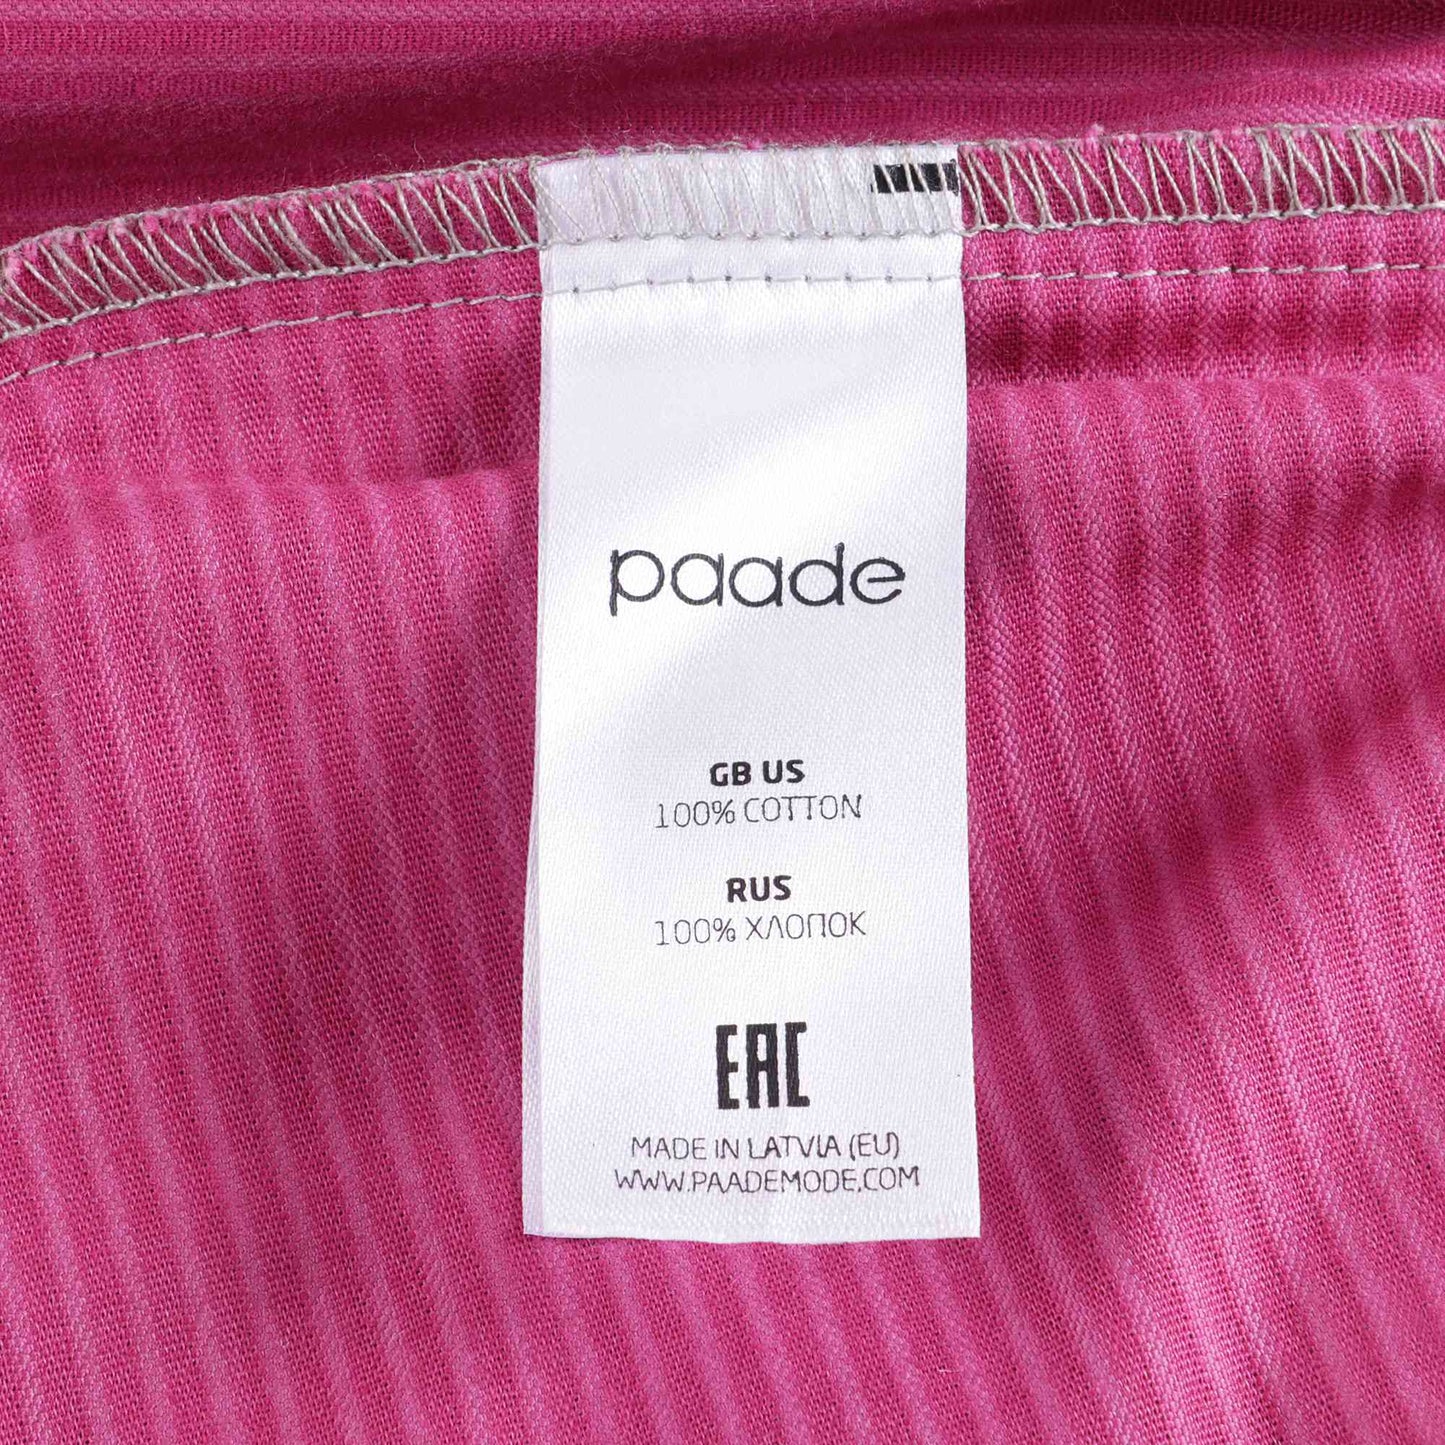 paade
GB US
100% COTTON
RUS
100% ХЛОПОК
EAC
MADE IN LATVIA (EU)
WWW.PAADEMODE.COM